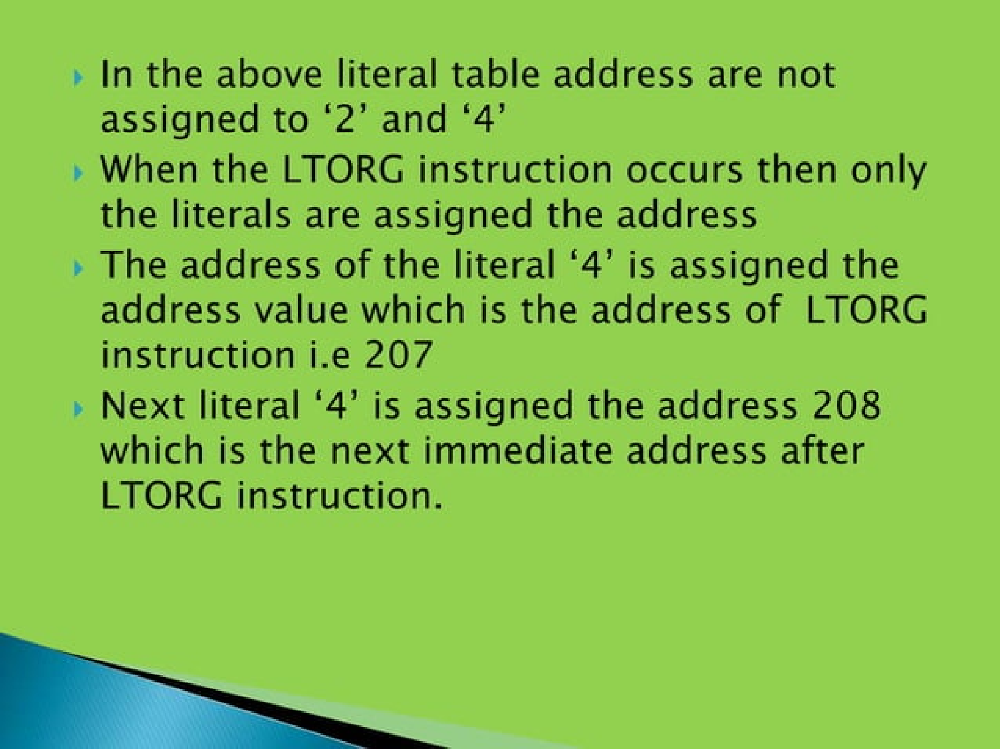 In the above literal table address are not
assigned to ‘2’ and ‘4’
When the LTORG instruction occurs then only
the literals are assigned the address
The address of the literal ‘4’ is assigned the
address value which is the address of LTORG
instruction i.e 207
Next literal ‘4’ is assigned the address 208
which is the next immediate address after
LTORG instruction.